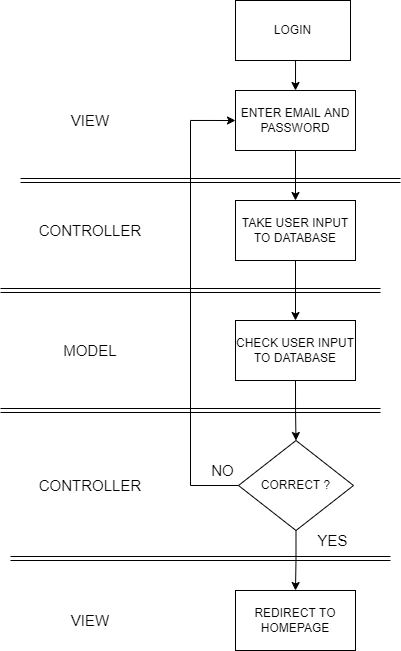 LOGIN
VIEW
ENTER EMAIL AND
PASSWORD
CONTROLLER
TAKE USER INPUT
TO DATABASE
MODEL
CHECK USER INPUT
TO DATABASE
CONTROLLER
NO
CORRECT ?
YES
VIEW
REDIRECT TO
HOMEPAGE